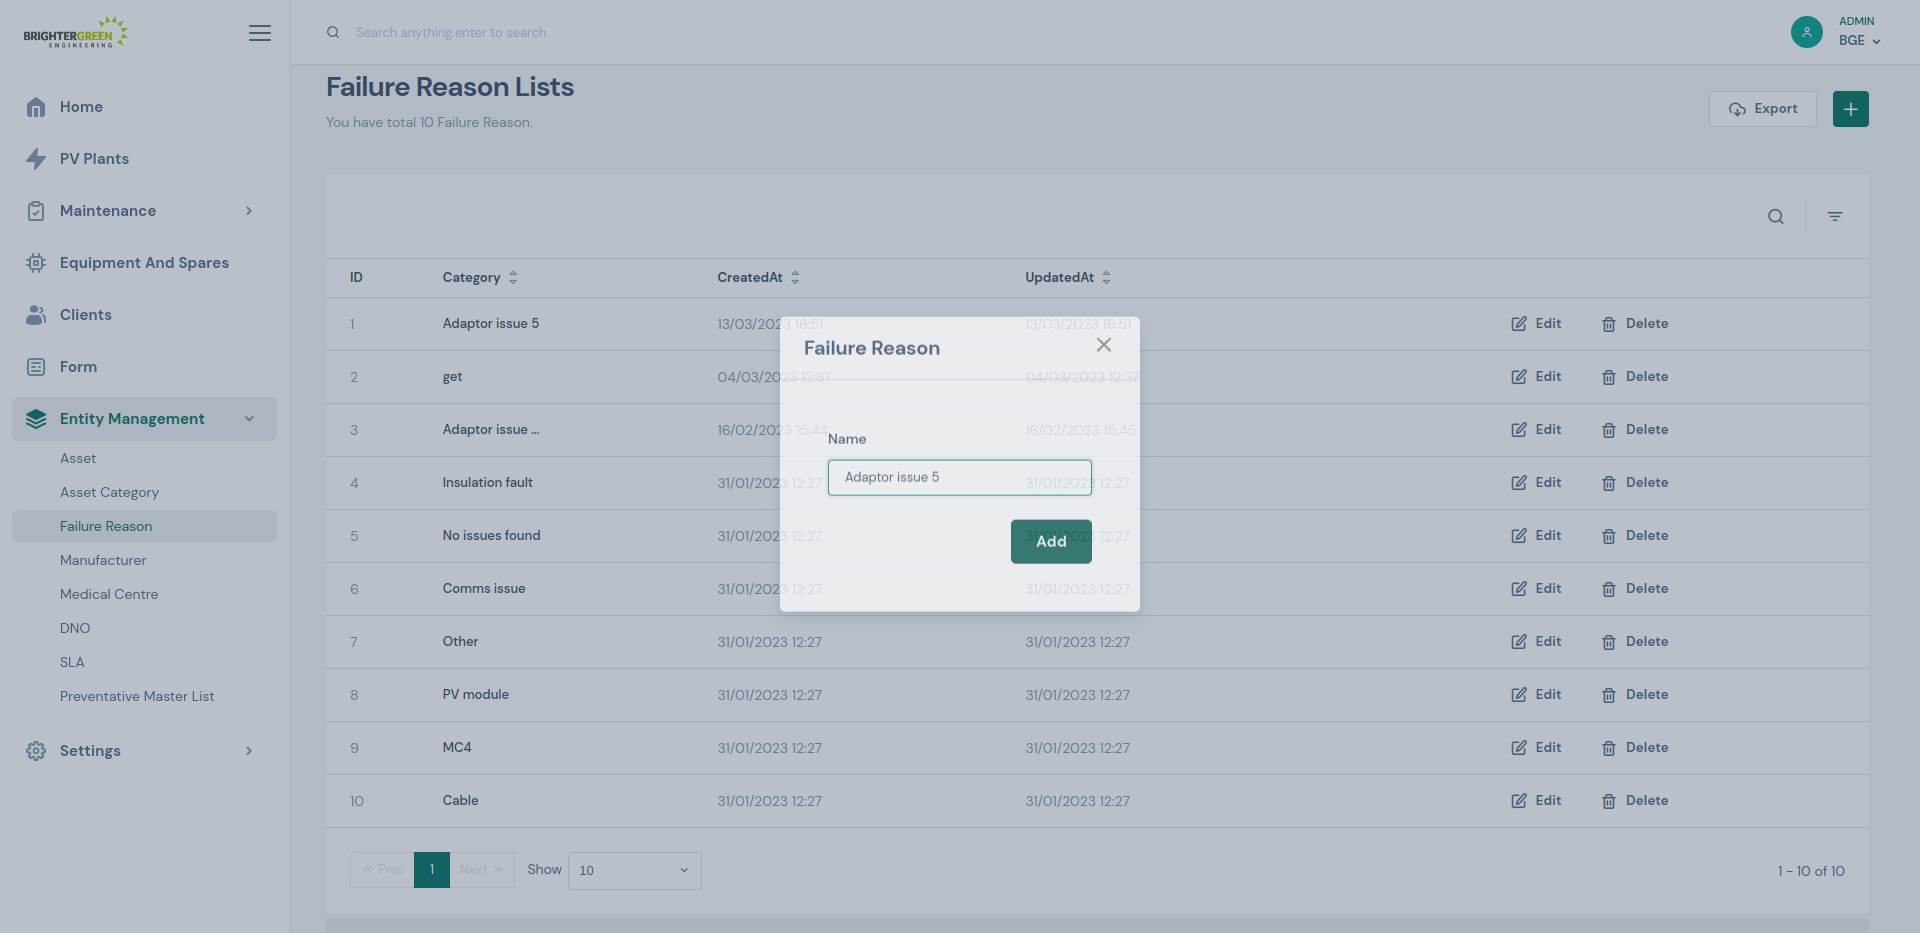 BRIGHTERGREEN
ENGINEERING
Search anything.enter to search
ADMIN
BGE
Home
PV Plants
Maintenance
Equipment And Spares
Clients
Form
Entity Management
Asset
Asset Category
Failure Reason
Manufacturer
Medical Centre
DNO
SLA
Preventative Master List
Settings
Failure Reason Lists
You have total 10 Failure Reason.
Export
ID Category CreatedAt UpdatedAt
1 Adaptor issue 5 13/03/2023 16:51 13/03/2023 16:51 Edit Delete
2 get 04/03/2023 12:37 04/03/2023 12:37 Edit Delete
3 Adaptor issue ... 16/02/2023 15:44 16/02/2023 15:45 Edit Delete
4 Insulation fault 31/01/2023 12:27 31/01/2023 12:27 Edit Delete
5 No issues found 31/01/2023 12:27 31/01/2023 12:27 Edit Delete
6 Comms issue 31/01/2023 12:27 31/01/2023 12:27 Edit Delete
7 Other 31/01/2023 12:27 31/01/2023 12:27 Edit Delete
8 PV module 31/01/2023 12:27 31/01/2023 12:27 Edit Delete
9 MC4 31/01/2023 12:27 31/01/2023 12:27 Edit Delete
10 Cable 31/01/2023 12:27 31/01/2023 12:27 Edit Delete
Failure Reason
Name
Adaptor issue 5
Add
« Prev 1 Next » Show 10 1 - 10 of 10